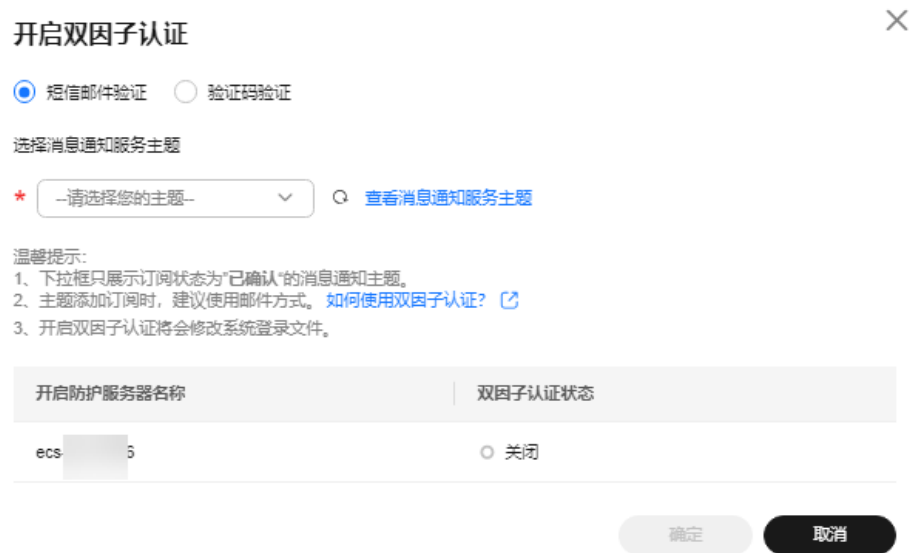 开启双因子认证
短信邮件验证 验证码验证
选择消息通知服务主题
* --请选择您的主题-- 查看消息通知服务主题
温馨提示:
1、下拉框只展示订阅状态为"已确认"的消息通知主题。
2、主题添加订阅时，建议使用邮件方式。 如何使用双因子认证？
3、开启双因子认证将会修改系统登录文件。
开启防护服务器名称 双因子认证状态
ecs- 6 关闭
确定 取消